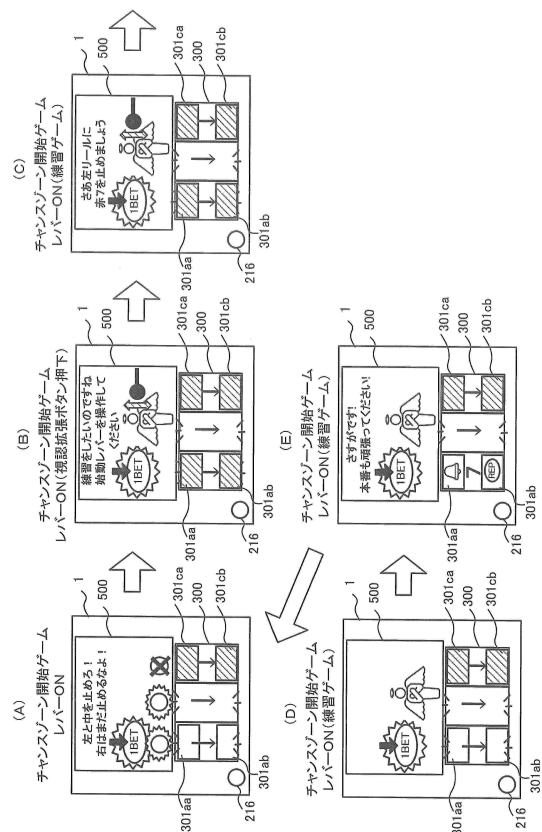 (A)
チャンスゾーン開始ゲーム
レバーON
1
500
左と中を止めろ！
右はまだ止めるなよ！
1BET
301ca
300
301cb
301aa
301ab
216
(B)
チャンスゾーン開始ゲーム
レバーON(視認拡張ボタン押下)
1
500
練習をしたいのですね
始動レバーを操作して
ください
1BET
301ca
300
301cb
301aa
301ab
216
(C)
チャンスゾーン開始ゲーム
レバーON(練習ゲーム)
1
500
さあ左リールに
赤7を止めましょう
1BET
301ca
300
301cb
301aa
301ab
216
(D)
チャンスゾーン開始ゲーム
レバーON(練習ゲーム)
1
500
1BET
301ca
300
301cb
301aa
301ab
216
(E)
チャンスゾーン開始ゲーム
レバーON(練習ゲーム)
1
500
さすがです！
本番も頑張ってください！
1BET
7
REP
301ca
300
301cb
301aa
301ab
216